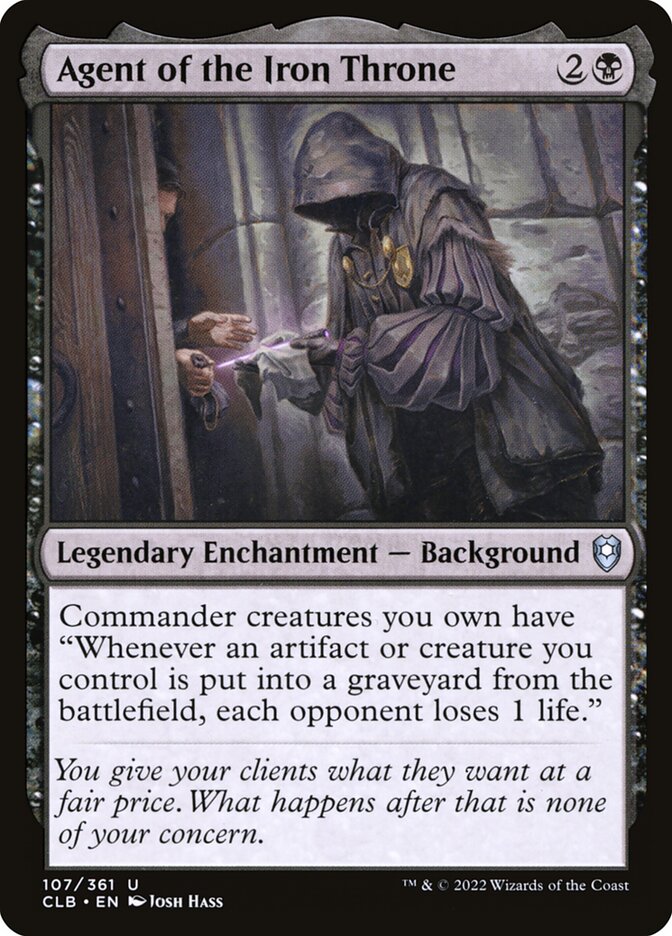 Agent of the Iron Throne 2
Legendary Enchantment — Background
Commander creatures you own have
“Whenever an artifact or creature you
control is put into a graveyard from the
battlefield, each opponent loses 1 life.”
You give your clients what they want at a
fair price. What happens after that is none
of your concern.
107/361 U
CLB • EN Josh Hass
™ & © 2022 Wizards of the Coast